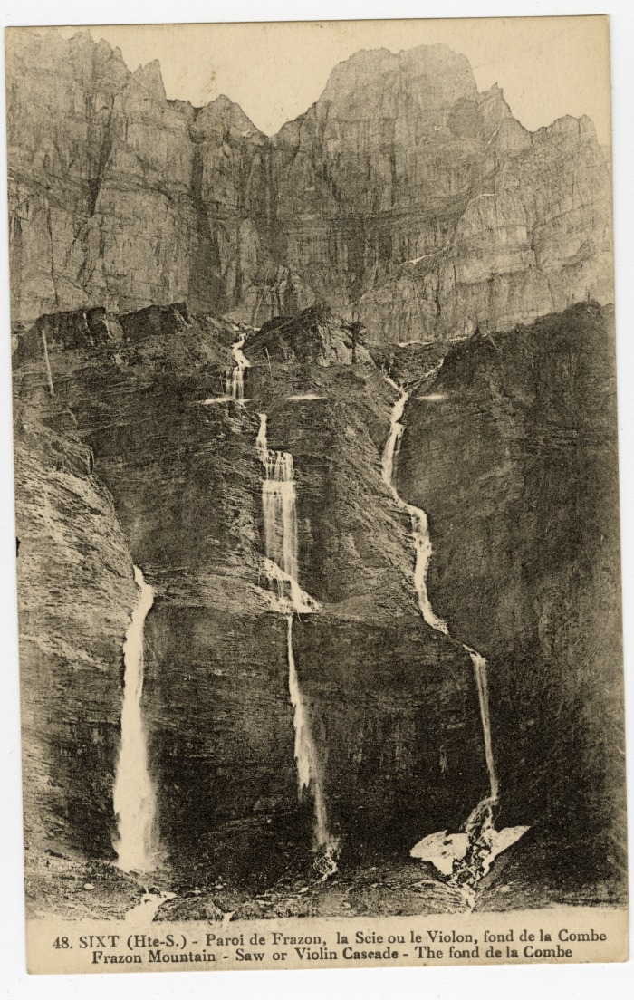 48. SIXT (Hte-S.) - Paroi de Frazon, la Scie ou le Violon, fond de la Combe
Frazon Mountain - Saw or Violin Cascade - The fond de la Combe